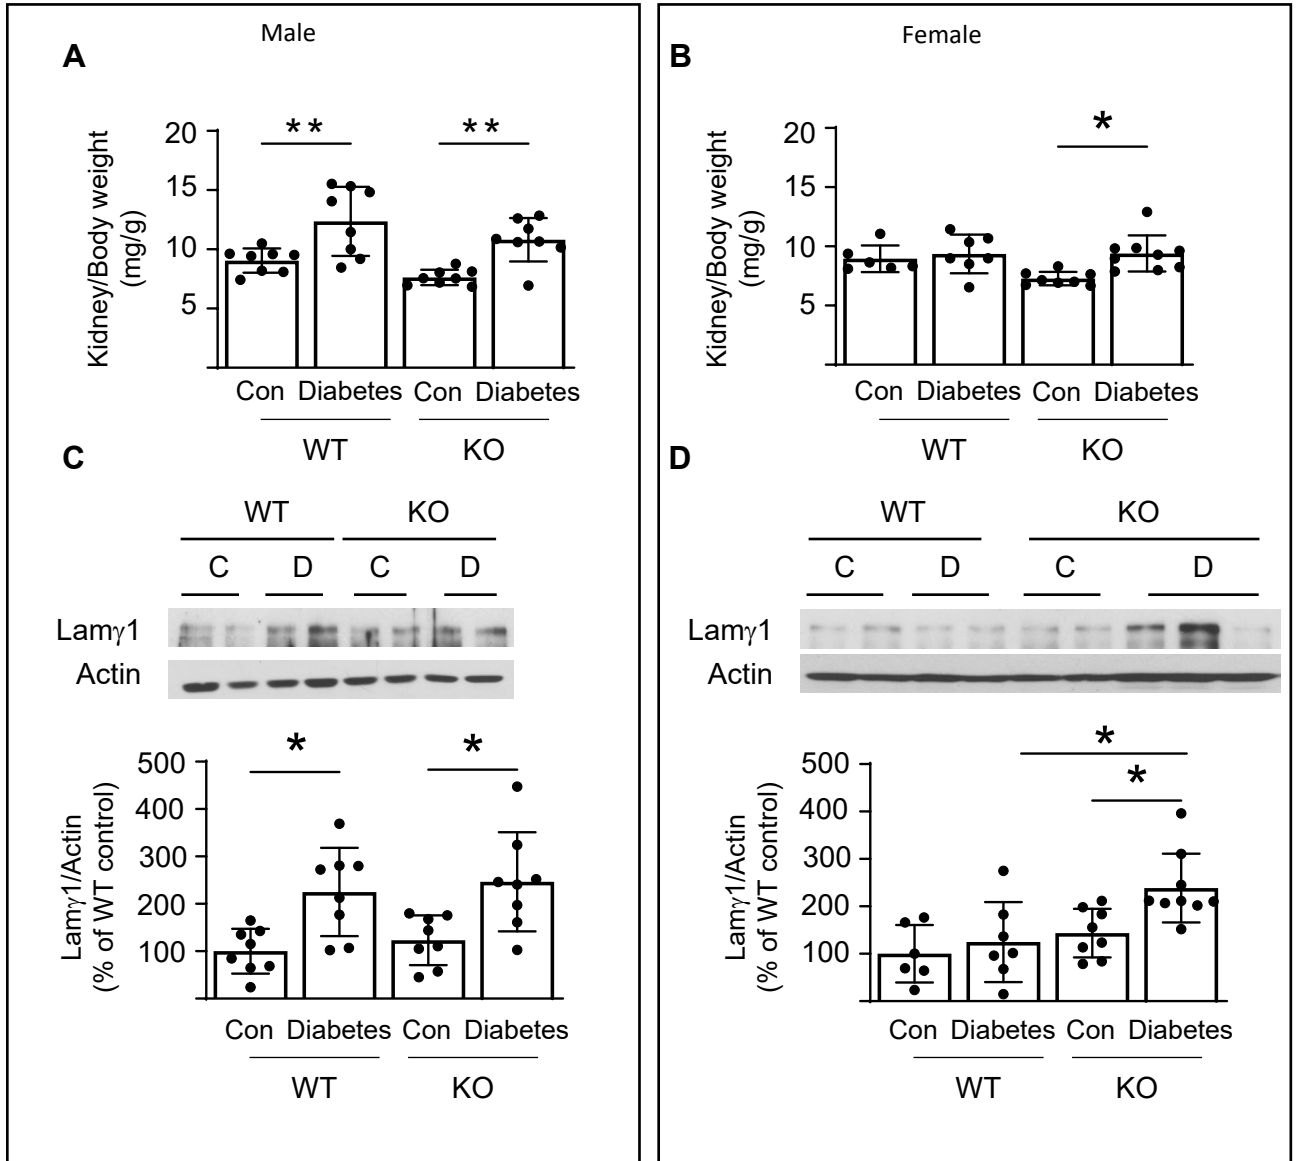 Male
A
Kidney/Body weight
(mg/g)
20
15
10
5
**
**
Con Diabetes Con Diabetes
WT KO
Female
B
Kidney/Body weight
(mg/g)
20
15
10
5
*
Con Diabetes Con Diabetes
WT KO
C
WT KO
C D C D
Lamγ1
Actin
Lamγ1/Actin
(% of WT control)
500
400
300
200
100
*
*
Con Diabetes Con Diabetes
WT KO
D
WT KO
C D C D
Lamγ1
Actin
Lamγ1/Actin
(% of WT control)
500
400
300
200
100
*
*
Con Diabetes Con Diabetes
WT KO